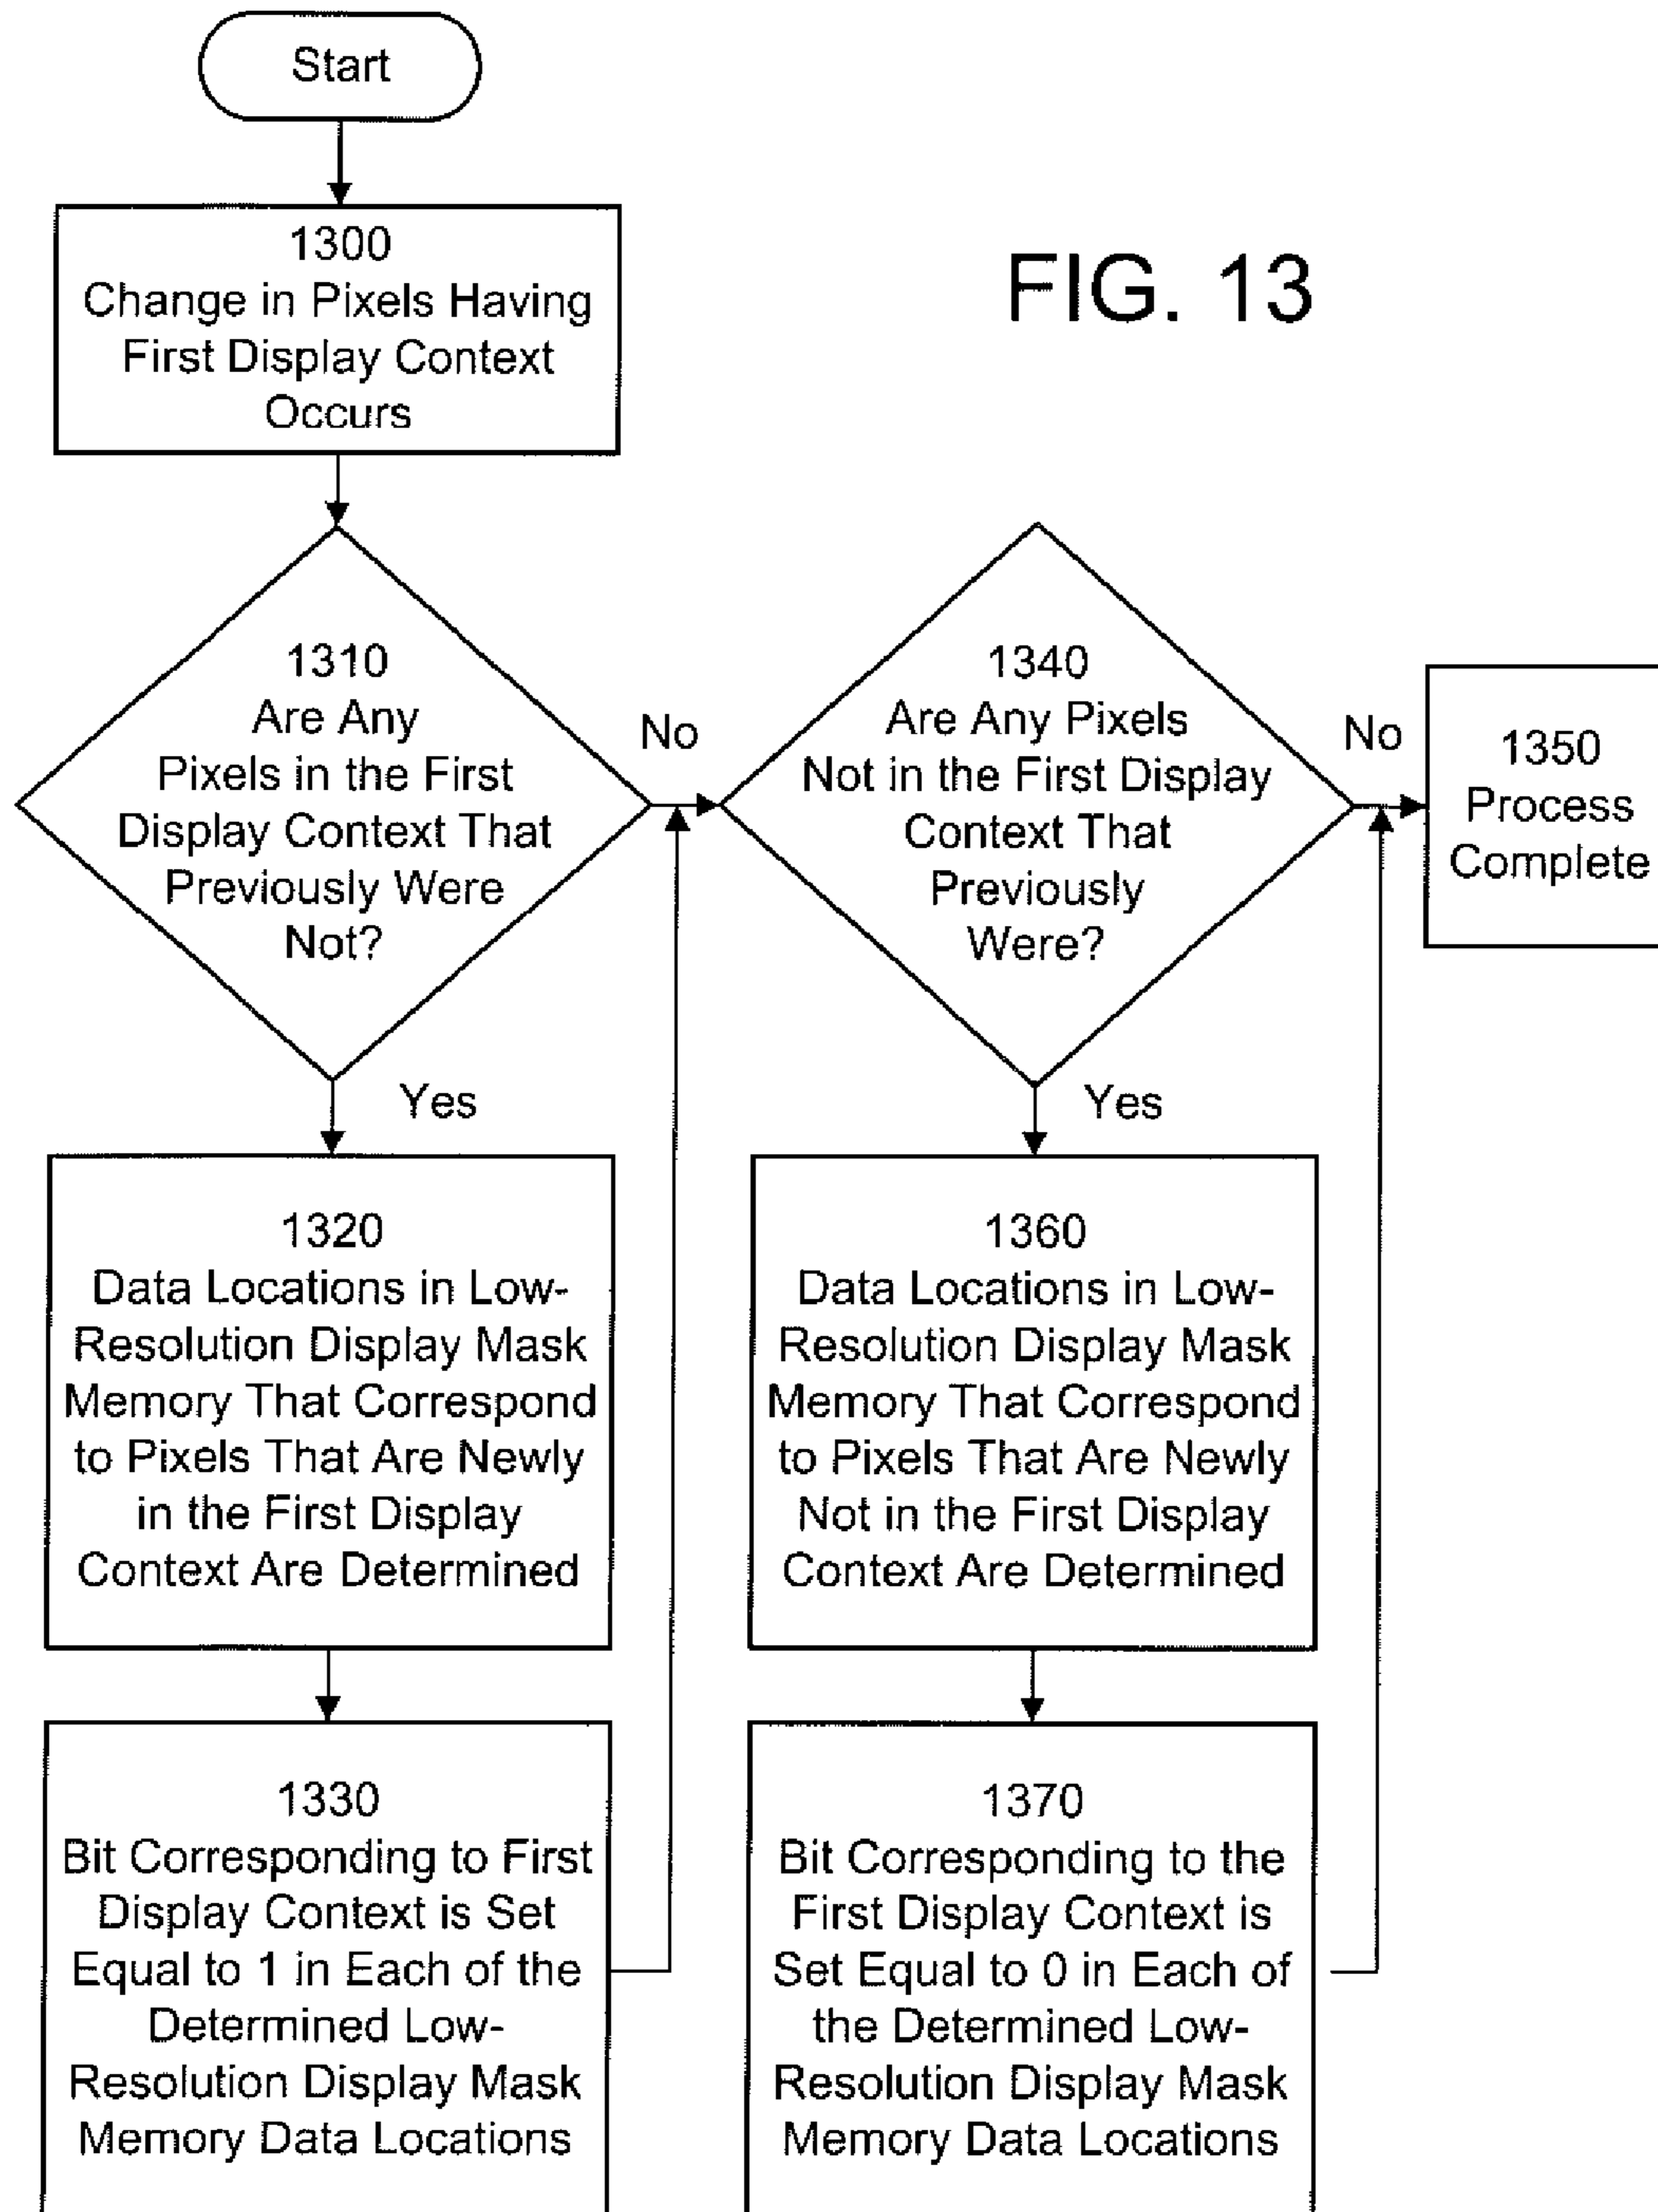 Start
1300
Change in Pixels Having
First Display Context
Occurs
FIG. 13
1310
Are Any
Pixels in the First
Display Context That
Previously Were
Not?
No
Yes
1320
Data Locations in Low-
Resolution Display Mask
Memory That Correspond
to Pixels That Are Newly
in the First Display
Context Are Determined
1330
Bit Corresponding to First
Display Context is Set
Equal to 1 in Each of the
Determined Low-
Resolution Display Mask
Memory Data Locations
1340
Are Any Pixels
Not in the First Display
Context That
Previously
Were?
No
Yes
1350
Process
Complete
1360
Data Locations in Low-
Resolution Display Mask
Memory That Correspond
to Pixels That Are Newly
Not in the First Display
Context Are Determined
1370
Bit Corresponding to the
First Display Context is
Set Equal to 0 in Each of
the Determined Low-
Resolution Display Mask
Memory Data Locations